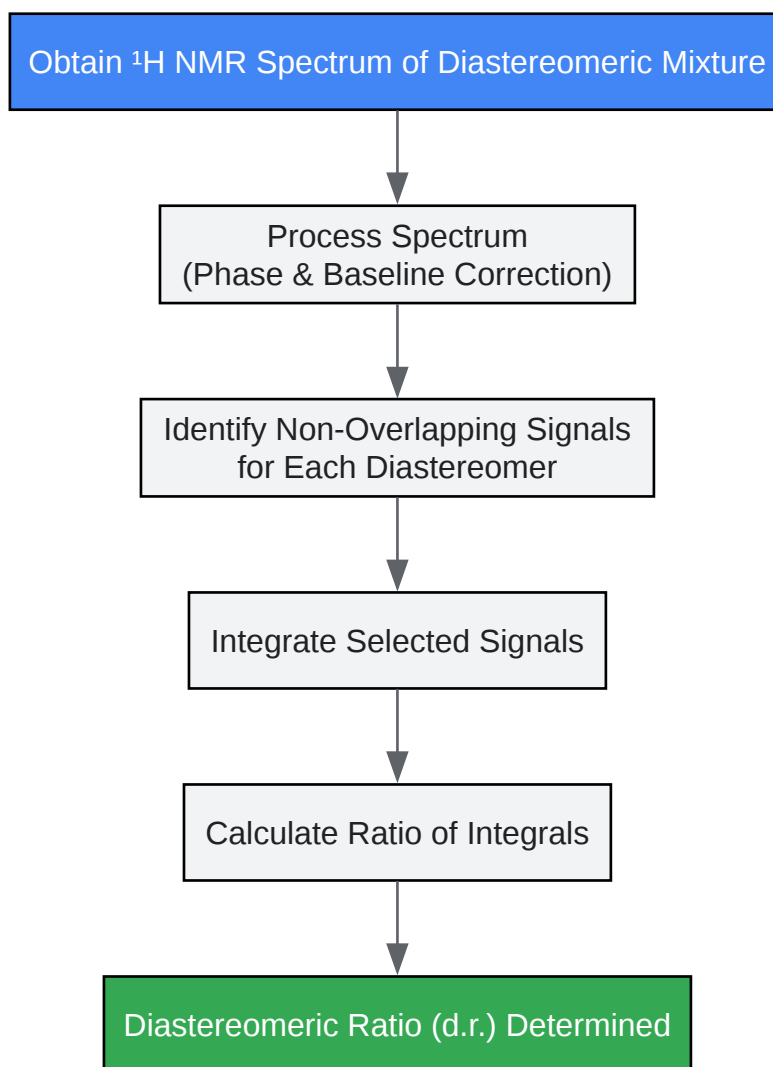 Obtain ¹H NMR Spectrum of Diastereomeric Mixture
Process Spectrum
(Phase & Baseline Correction)
Identify Non-Overlapping Signals
for Each Diastereomer
Integrate Selected Signals
Calculate Ratio of Integrals
Diastereomeric Ratio (d.r.) Determined